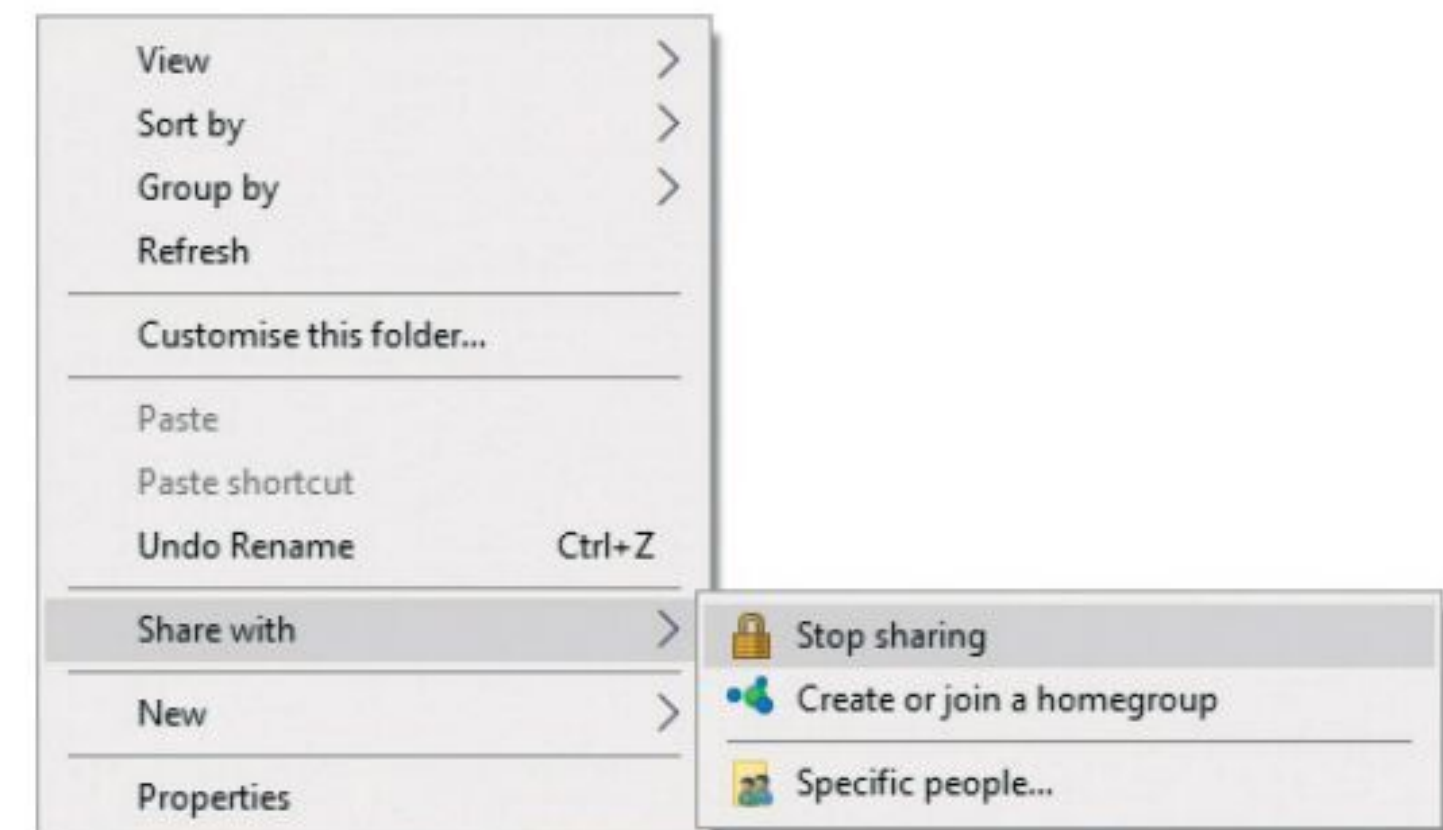 View
Sort by
Group by
Refresh
Customise this folder...
Paste
Paste shortcut
Undo Rename Ctrl+Z
Share with
Stop sharing
Create or join a homegroup
New
Specific people...
Properties